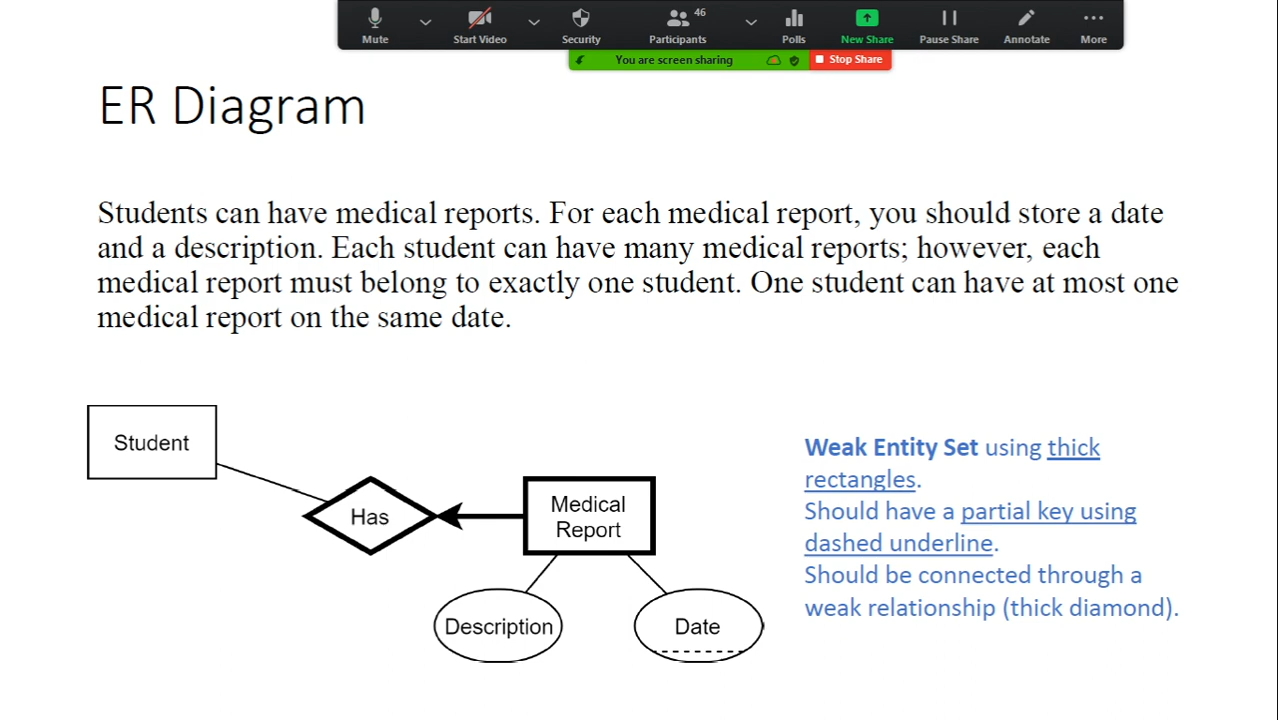 Mute
Start Video
Security
Participants
46
Polls
New Share
Pause Share
Annotate
More
You are screen sharing
Stop Share
ER Diagram
Students can have medical reports. For each medical report, you should store a date
and a description. Each student can have many medical reports; however, each
medical report must belong to exactly one student. One student can have at most one
medical report on the same date.
Student
Has
Medical
Report
Description
Date
Weak Entity Set using thick
rectangles.
Should have a partial key using
dashed underline.
Should be connected through a
weak relationship (thick diamond).